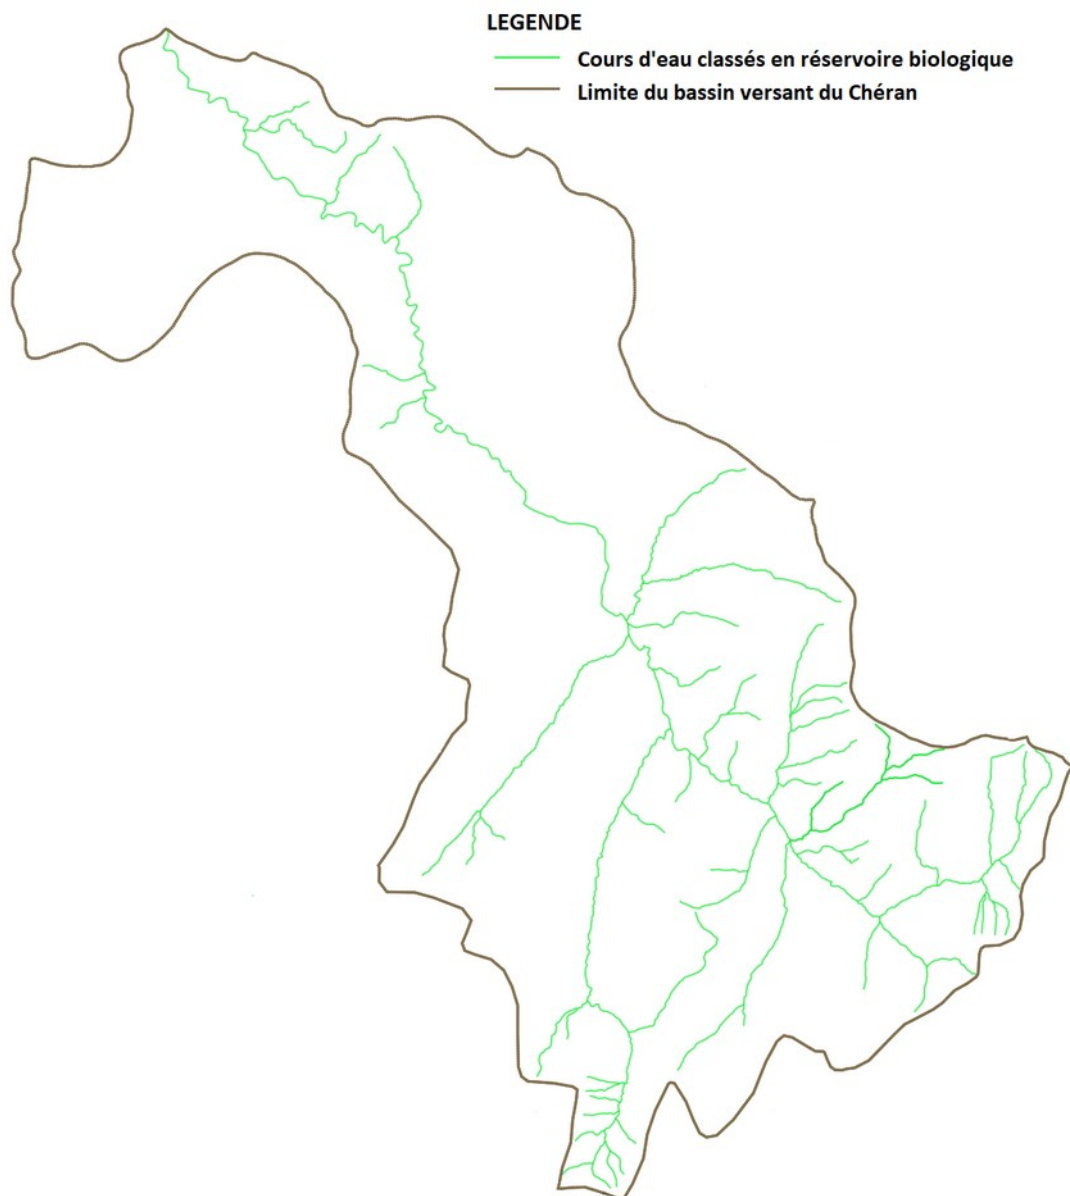 LEGENDE
Cours d'eau classés en réservoire biologique
Limite du bassin versant du Chéran